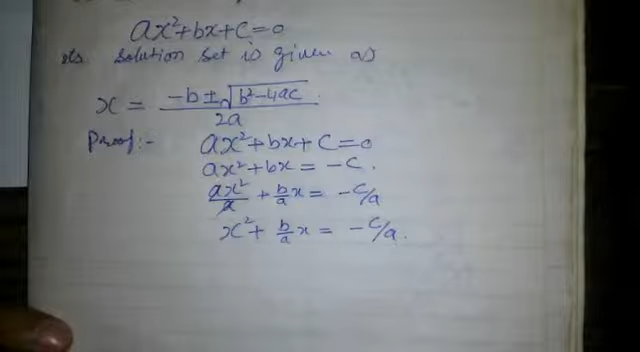 ax²+bx+c=0
its solution set is given as
x = -b±√b²-4ac / 2a
Proof:- ax²+bx+c=0
ax²+bx = -c.
ax²/a + b/a x = -c/a
x² + b/a x = -c/a.